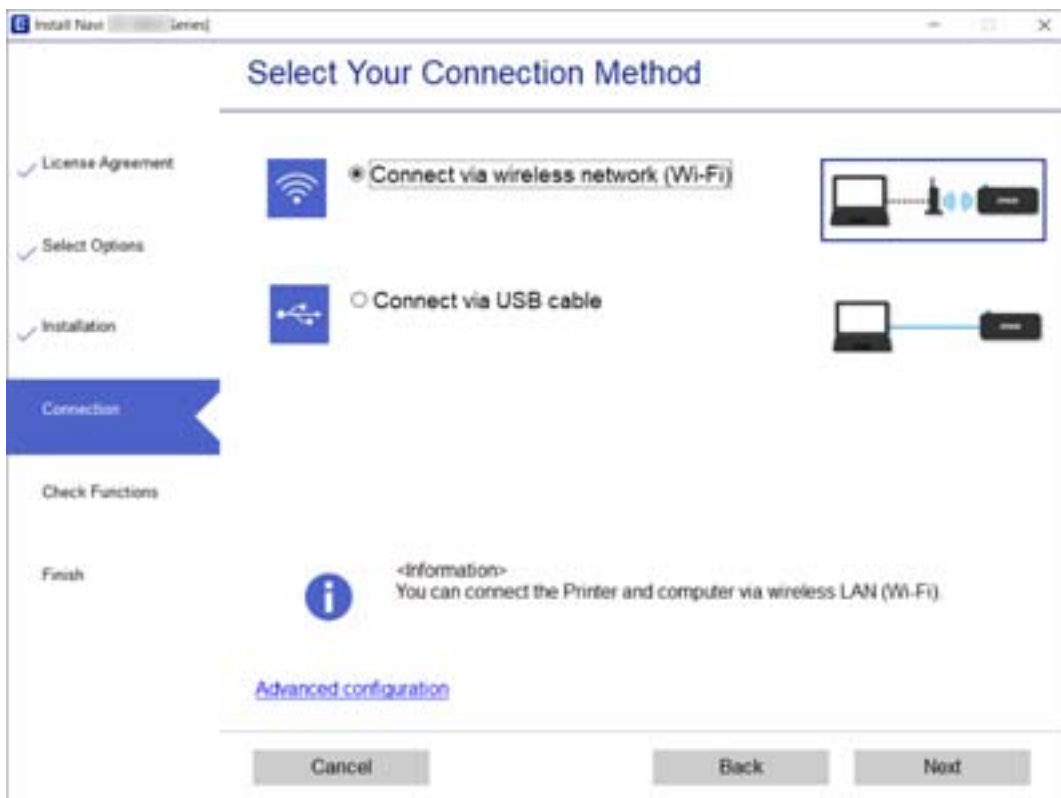 Install Navi Series]
Select Your Connection Method
License Agreement
Select Options
Installation
Connection
Check Functions
Finish
Connect via wireless network (Wi-Fi)
Connect via USB cable
<Information>
You can connect the Printer and computer via wireless LAN (Wi-Fi).
Advanced configuration
Cancel
Back
Next